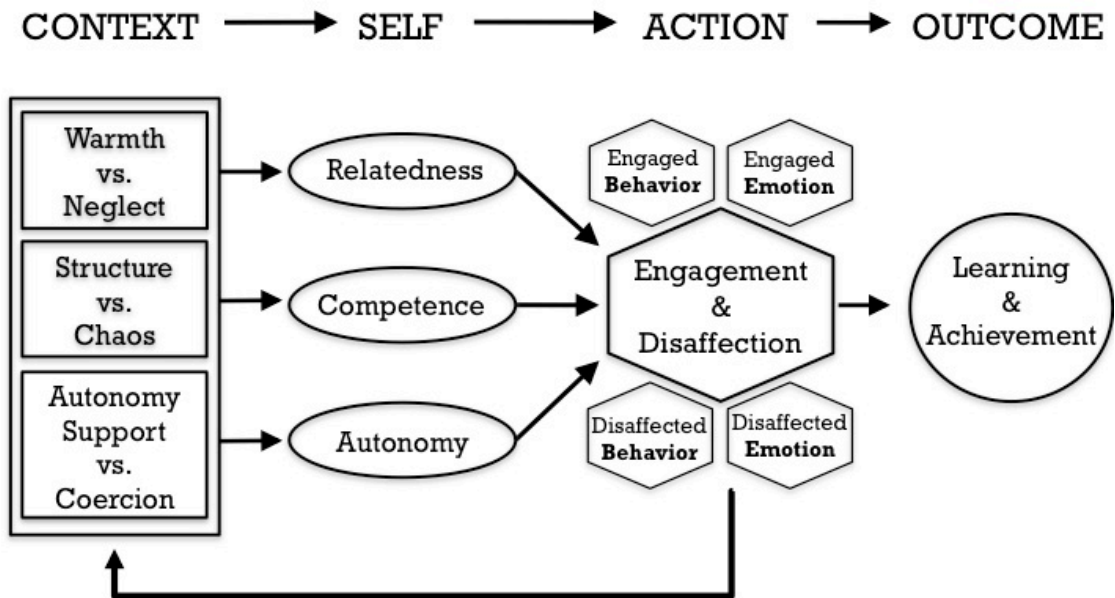 CONTEXT SELF ACTION OUTCOME
Warmth
vs.
Neglect
Structure
vs.
Chaos
Autonomy
Support
vs.
Coercion
Relatedness
Competence
Autonomy
Engaged
Behavior
Engaged
Emotion
Engagement
&
Disaffection
Disaffected
Behavior
Disaffected
Emotion
Learning
&
Achievement